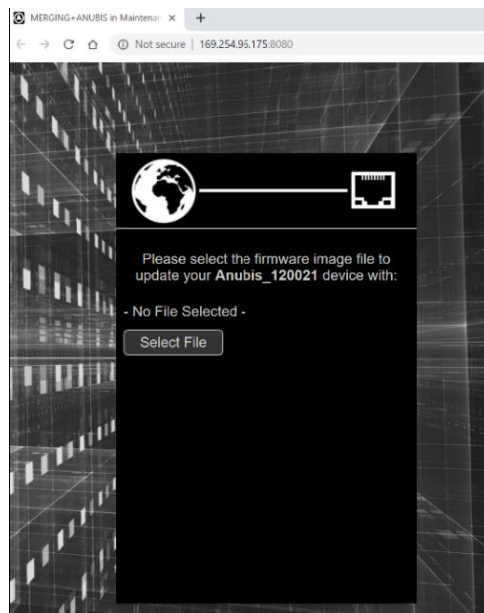 MERGING+ANUBIS in Maintenan
Not secure | 169.254.95.175:8080
Please select the firmware image file to
update your Anubis_120021 device with:
- No File Selected -
Select File